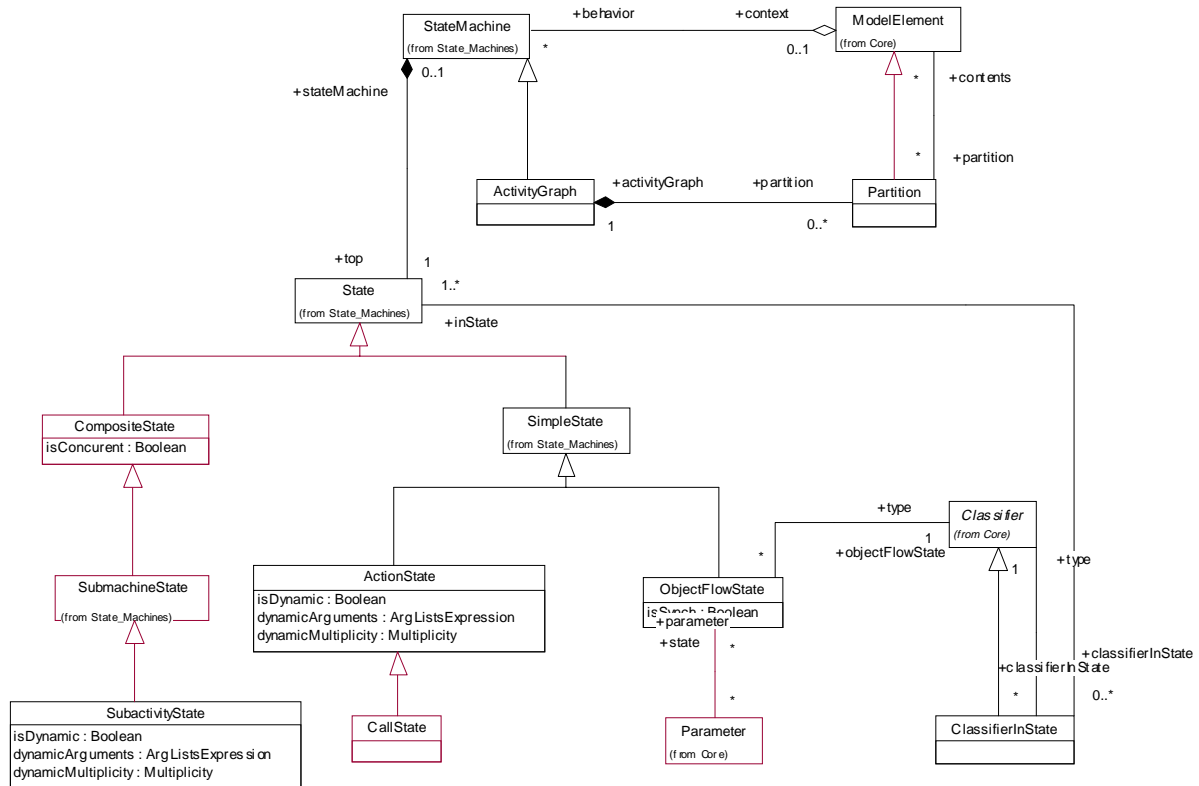 +behavior
+context
StateMachine
(from State_Machines)
*
0..1
ModelElement
(from Core)
0..1
+stateMachine
*
+contents
*
+partition
ActivityGraph
+activityGraph
+partition
Partition
1
0..*
+top
1
1..*
State
(from State_Machines)
+inState
CompositeState
isConcurent : Boolean
SimpleState
(from State_Machines)
+type
Classifier
(from Core)
1
+objectFlowState
*
1
+type
SubmachineState
(from State_Machines)
ActionState
isDynamic : Boolean
dynamicArguments : ArgListsExpression
dynamicMultiplicity : Multiplicity
ObjectFlowState
isSynch : Boolean
+parameter
+state
*
*
+classifierInState
+classifierInState
*
0..*
SubactivityState
isDynamic : Boolean
dynamicArguments : ArgListsExpression
dynamicMultiplicity : Multiplicity
CallState
Parameter
(from Core)
ClassifierInState